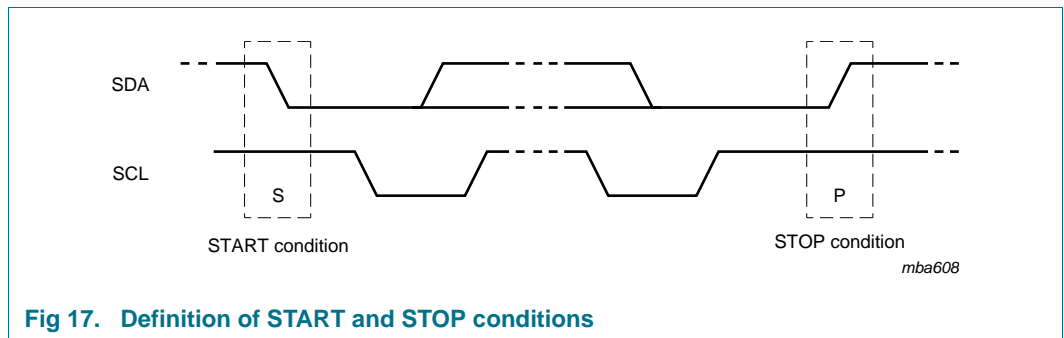 SDA
SCL
S
P
START condition
STOP condition
mba608
Fig 17. Definition of START and STOP conditions